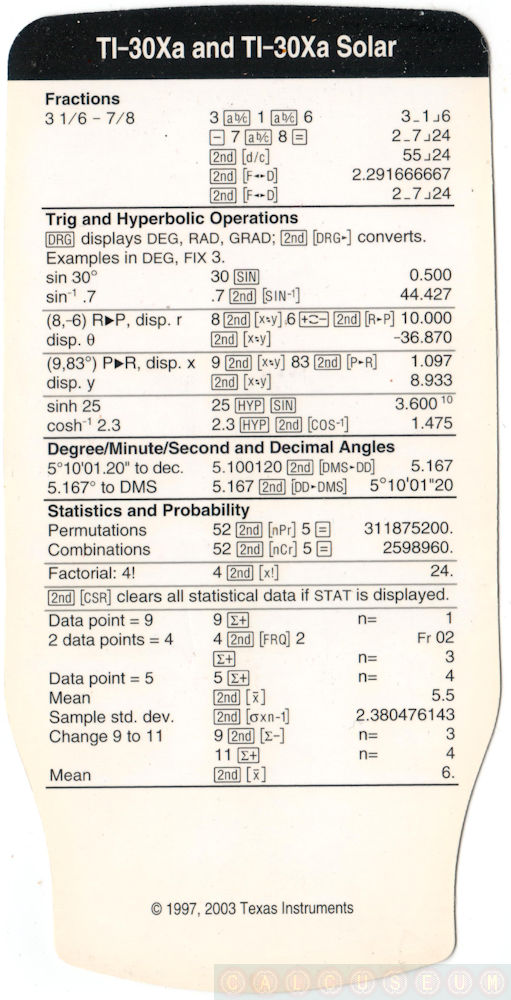 TI-30Xa and TI-30Xa Solar
Fractions
3 1/6 - 7/8 3 [ab/c] 1 [ab/c] 6 3_1⌟6
[−] 7 [ab/c] 8 [=] 2_7⌟24
[2nd] [d/c] 55⌟24
[2nd] [F◂▸D] 2.291666667
[2nd] [F◂▸D] 2_7⌟24
Trig and Hyperbolic Operations
[DRG] displays DEG, RAD, GRAD; [2nd] [DRG▸] converts.
Examples in DEG, FIX 3.
sin 30° 30 [SIN] 0.500
sin⁻¹ .7 .7 [2nd] [SIN⁻¹] 44.427
(8,-6) R▶P, disp. r 8 [2nd] [x⇆y] 6 [+⇆−] [2nd] [R▸P] 10.000
disp. θ [2nd] [x⇆y] -36.870
(9,83°) P▶R, disp. x 9 [2nd] [x⇆y] 83 [2nd] [P▸R] 1.097
disp. y [2nd] [x⇆y] 8.933
sinh 25 25 [HYP] [SIN] 3.600 ¹⁰
cosh⁻¹ 2.3 2.3 [HYP] [2nd] [COS⁻¹] 1.475
Degree/Minute/Second and Decimal Angles
5°10'01.20" to dec. 5.100120 [2nd] [DMS▸DD] 5.167
5.167° to DMS 5.167 [2nd] [DD▸DMS] 5°10'01"20
Statistics and Probability
Permutations 52 [2nd] [nPr] 5 [=] 311875200.
Combinations 52 [2nd] [nCr] 5 [=] 2598960.
Factorial: 4! 4 [2nd] [x!] 24.
[2nd] [CSR] clears all statistical data if STAT is displayed.
Data point = 9 9 [Σ+] n= 1
2 data points = 4 4 [2nd] [FRQ] 2 Fr 02
[Σ+] n= 3
Data point = 5 5 [Σ+] n= 4
Mean [2nd] [x̄] 5.5
Sample std. dev. [2nd] [σxn-1] 2.380476143
Change 9 to 11 9 [2nd] [Σ−] n= 3
11 [Σ+] n= 4
Mean [2nd] [x̄] 6.
© 1997, 2003 Texas Instruments
CALCUSEUM